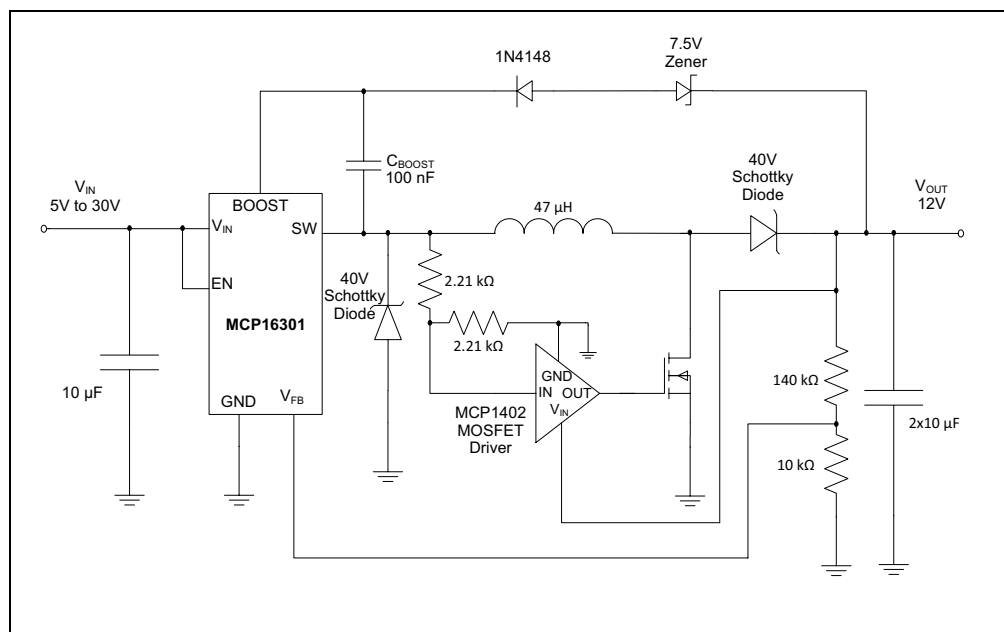 1N4148
7.5V
Zener
C_BOOST
100 nF
40V
Schottky
Diode
V_IN
5V to 30V
V_OUT
12V
BOOST
47 µH
V_IN
SW
40V
Schottky
Diode
2.21 kΩ
EN
MCP16301
2.21 kΩ
GND
IN OUT
V_IN
140 kΩ
10 µF
V_FB
MCP1402
MOSFET
Driver
2x10 µF
GND
10 kΩ